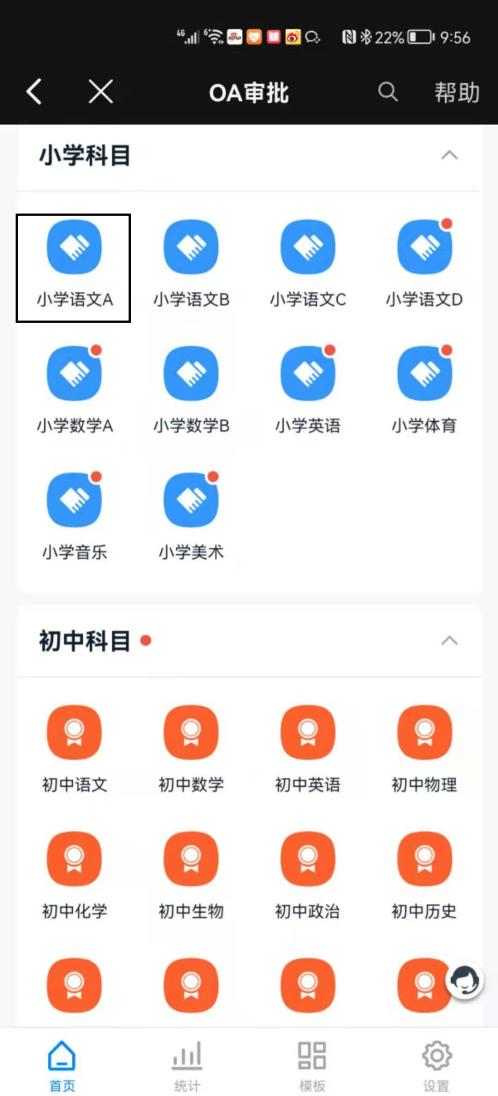 4G 6 22% 9:56
OA审批 帮助
小学科目
小学语文A 小学语文B 小学语文C 小学语文D
小学数学A 小学数学B 小学英语 小学体育
小学音乐 小学美术
初中科目
初中语文 初中数学 初中英语 初中物理
初中化学 初中生物 初中政治 初中历史
首页 统计 模板 设置